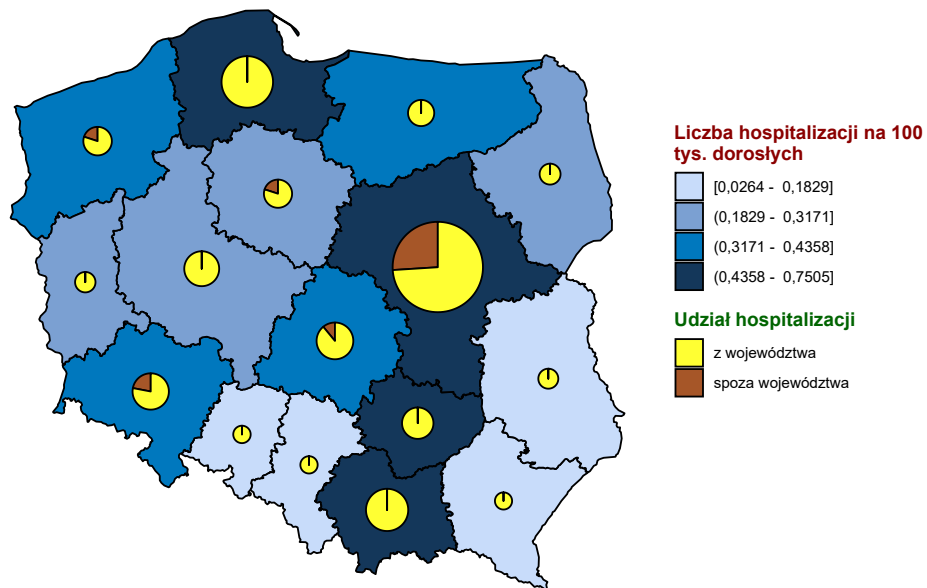 Liczba hospitalizacji na 100
tys. dorosłych
[0,0264 - 0,1829]
(0,1829 - 0,3171]
(0,3171 - 0,4358]
(0,4358 - 0,7505]
Udział hospitalizacji
z województwa
spoza województwa